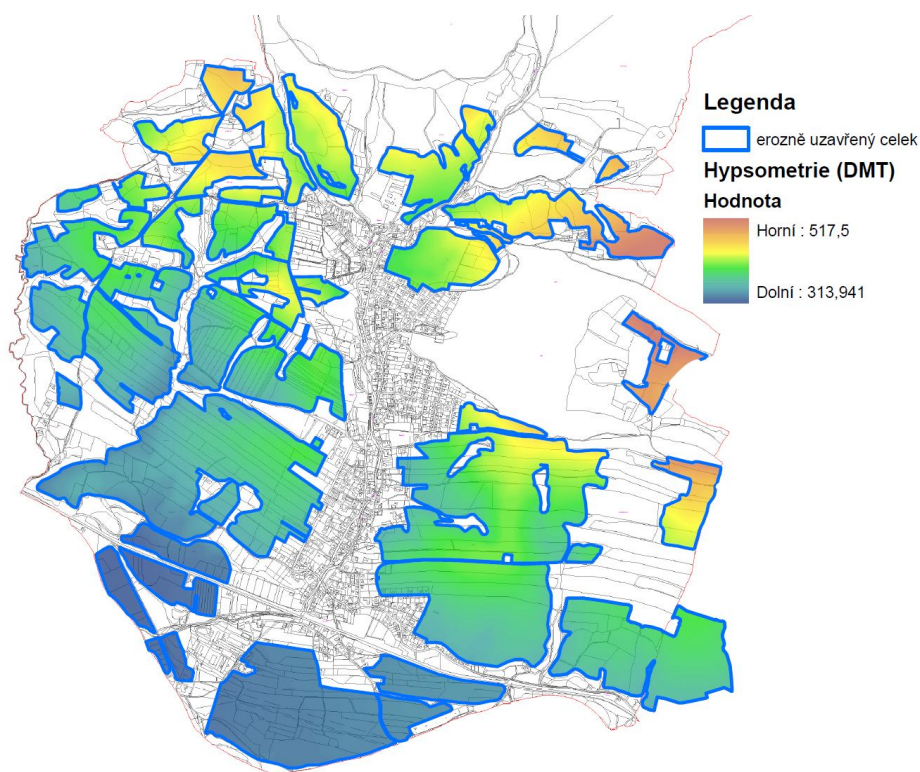 Legenda
erozně uzavřený celek
Hypsometrie (DMT)
Hodnota
Horní : 517,5
Dolní : 313,941